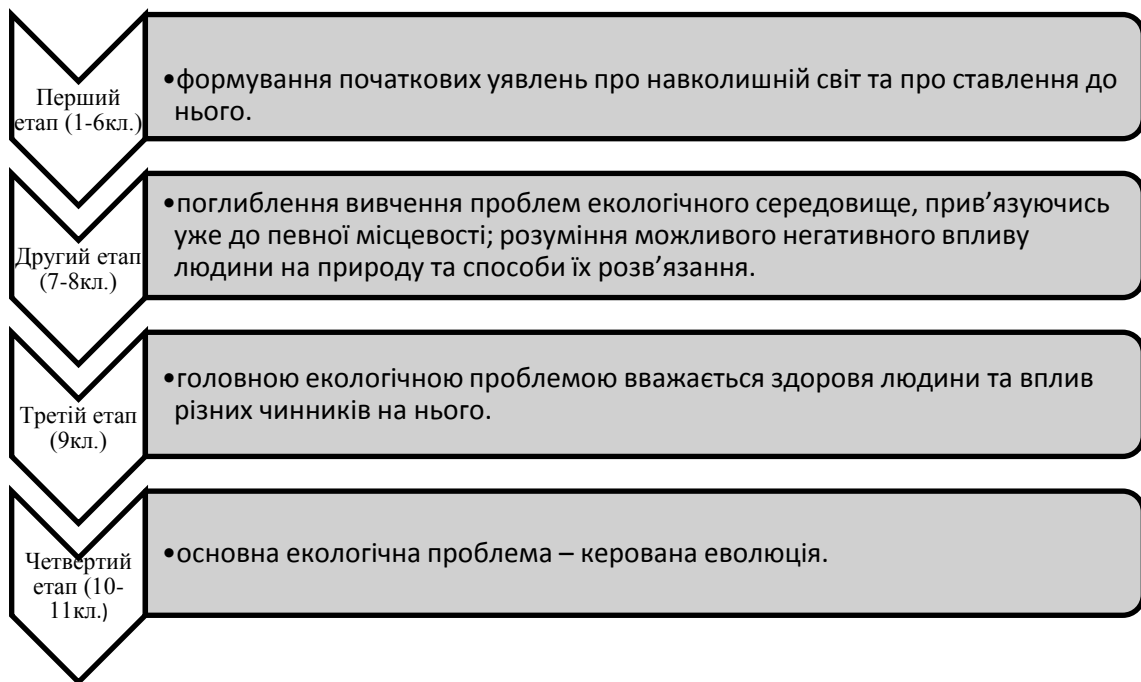 Перший
етап (1-6кл.)
•формування початкових уявлень про навколишній світ та про ставлення до
нього.
Другий етап
(7-8кл.)
•поглиблення вивчення проблем екологічного середовище, прив’язуючись
уже до певної місцевості; розуміння можливого негативного впливу
людини на природу та способи їх розв’язання.
Третій етап
(9кл.)
•головною екологічною проблемою вважається здоровя людини та вплив
різних чинників на нього.
Четвертий
етап (10-
11кл.)
•основна екологічна проблема – керована еволюція.